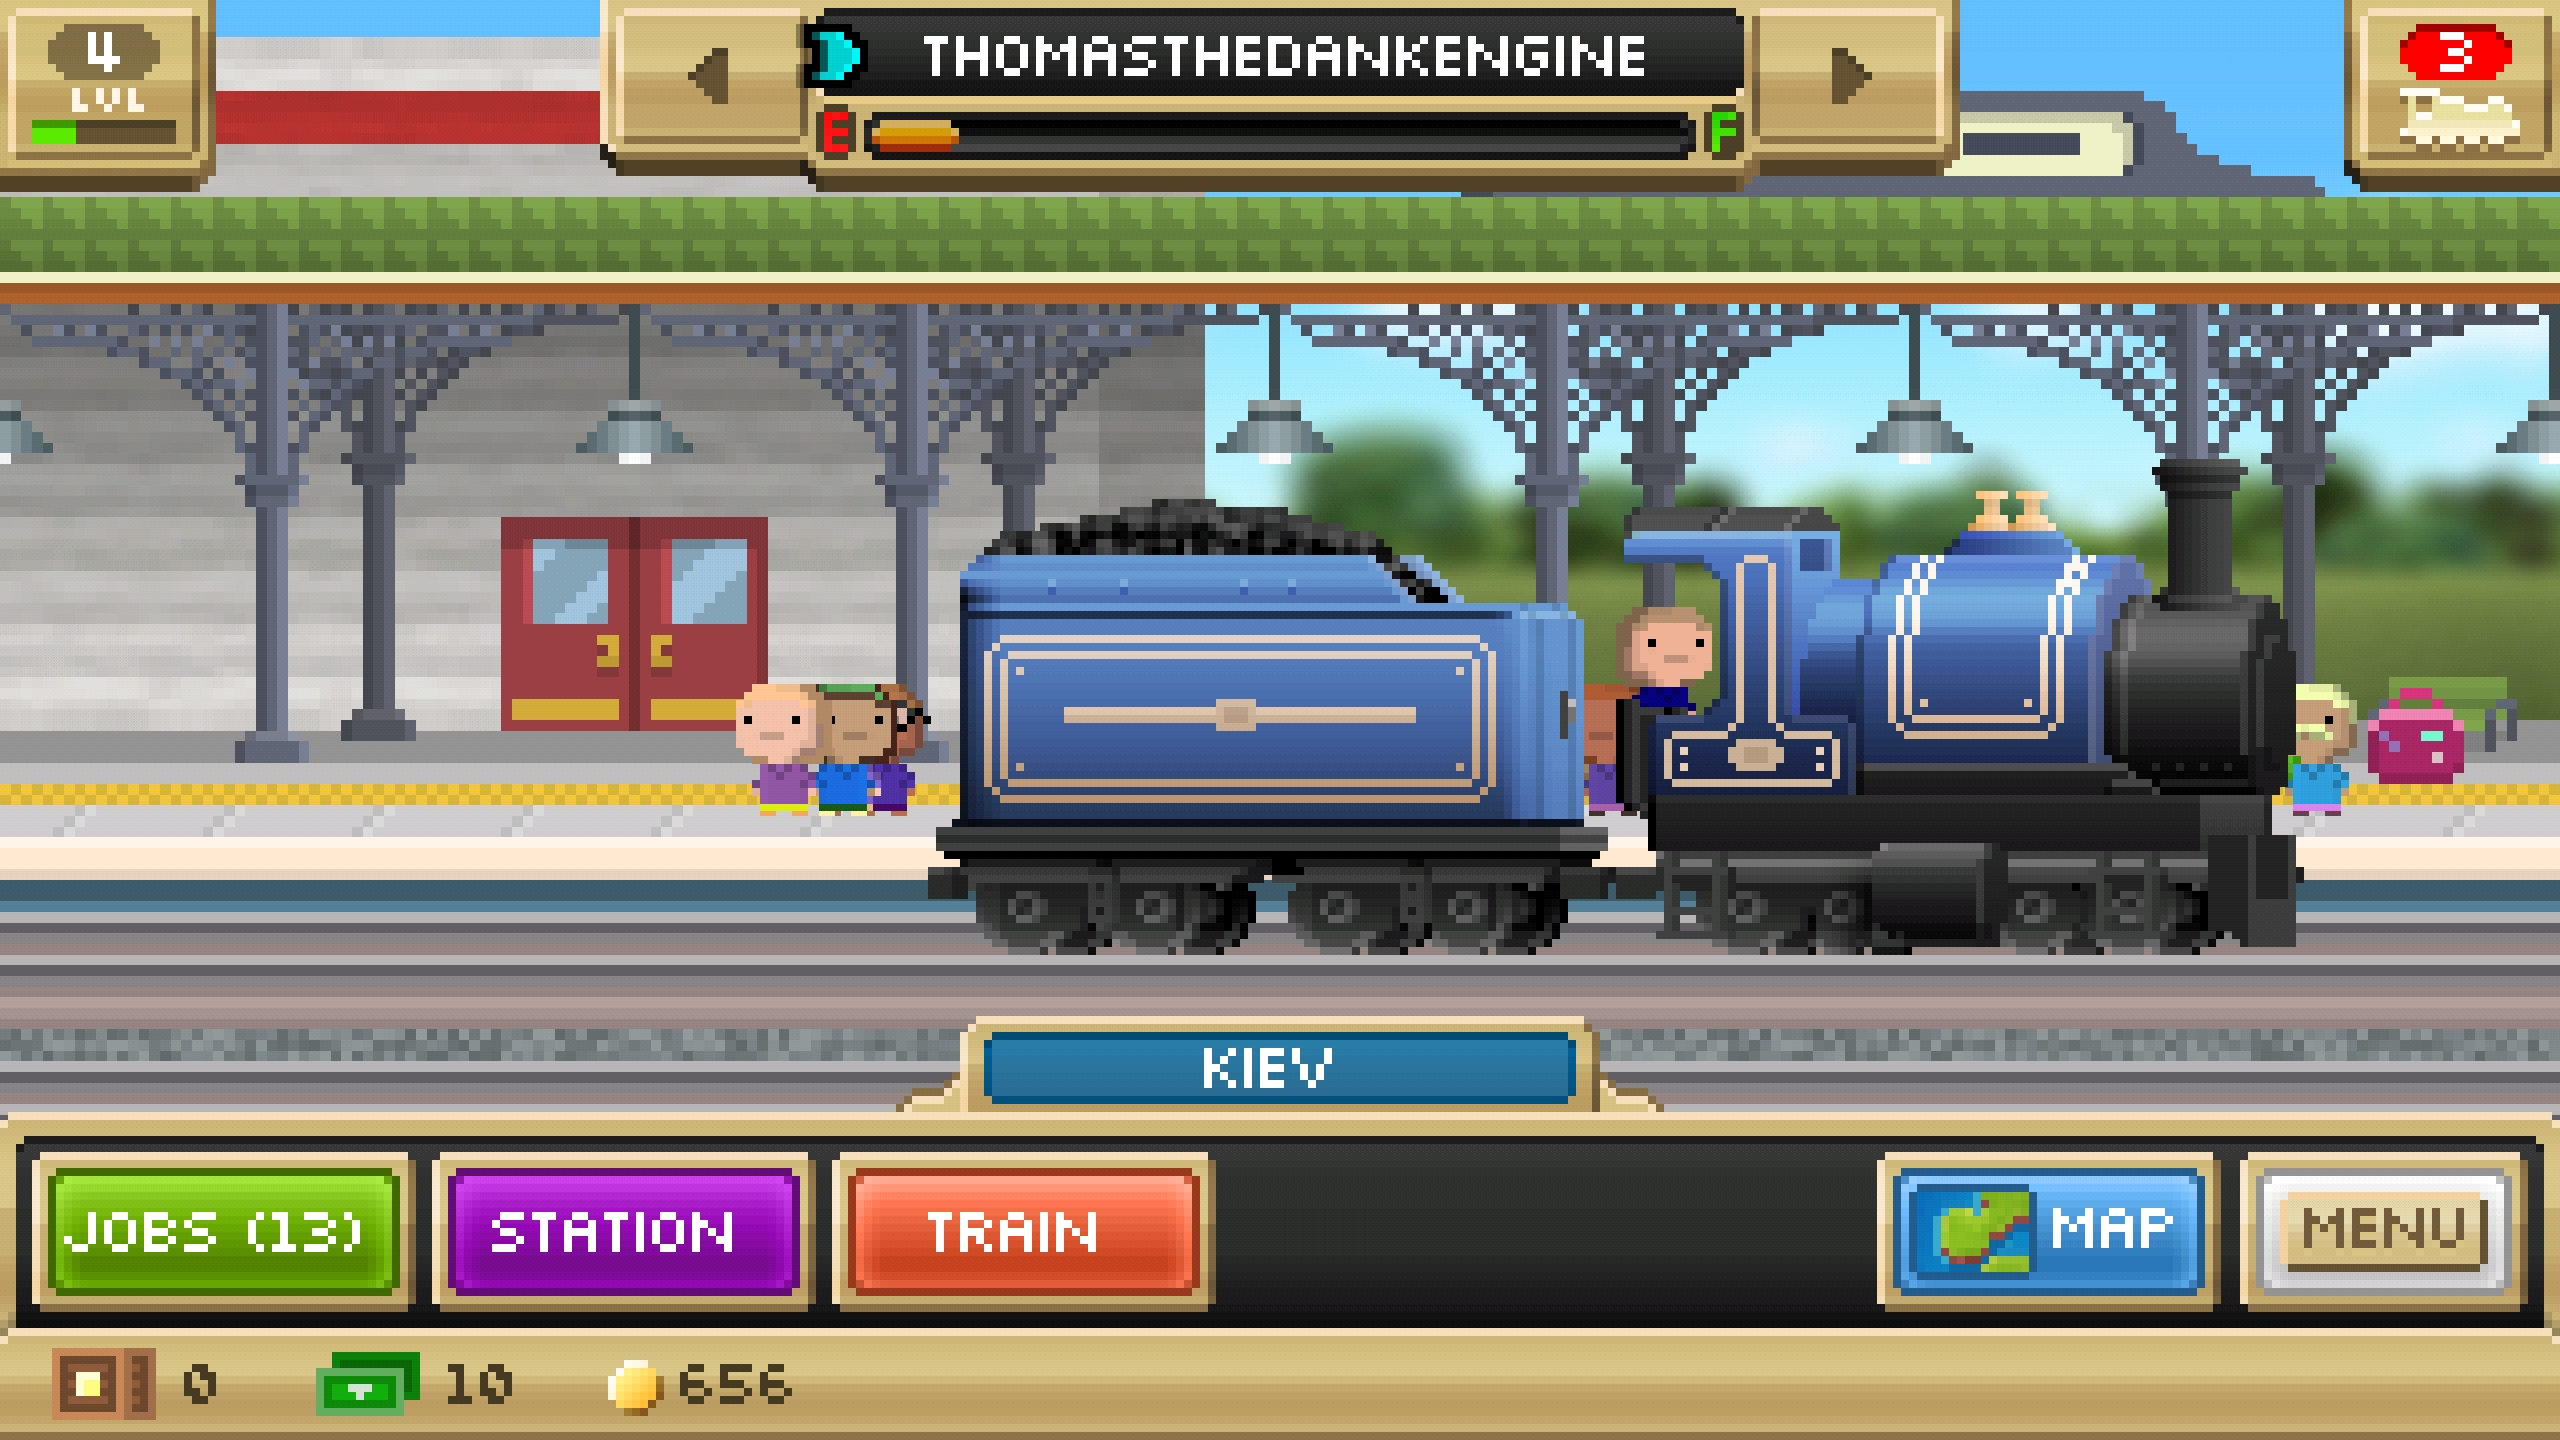 4
LVL
THOMASTHEDANKENGINE
E F
3
KIEV
JOBS (13)
STATION
TRAIN
MAP
MENU
0
10
656